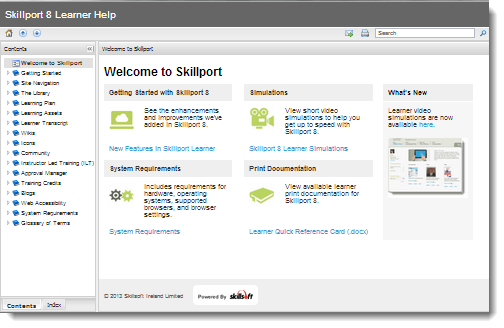 Skillport 8 Learner Help
Search
Contents
Welcome to Skillport
Getting Started
Site Navigation
The Library
Learning Plan
Learning Assets
Learner Transcript
Wikis
Icons
Community
Instructor Led Training (ILT)
Approval Manager
Training Credits
Blogs
Web Accessibility
System Requirements
Glossary of Terms
Contents
Index
Welcome to Skillport
Welcome to Skillport
Getting Started with Skillport 8
See the enhancements
and improvements we've
added in Skillport 8.
New Features in Skillport Learner
Simulations
View short video
simulations to help you
get up to speed with
Skillport 8.
Skillport 8 Learner Simulations
What's New
Learner video
simulations are now
available here.
System Requirements
Includes requirements for
hardware, operating
systems, supported
browsers, and browser
settings.
System Requirements
Print Documentation
View available learner
print documentation for
Skillport 8.
Learner Quick Reference Card (.docx)
© 2013 Skillsoft Ireland Limited
Powered By skillsoft